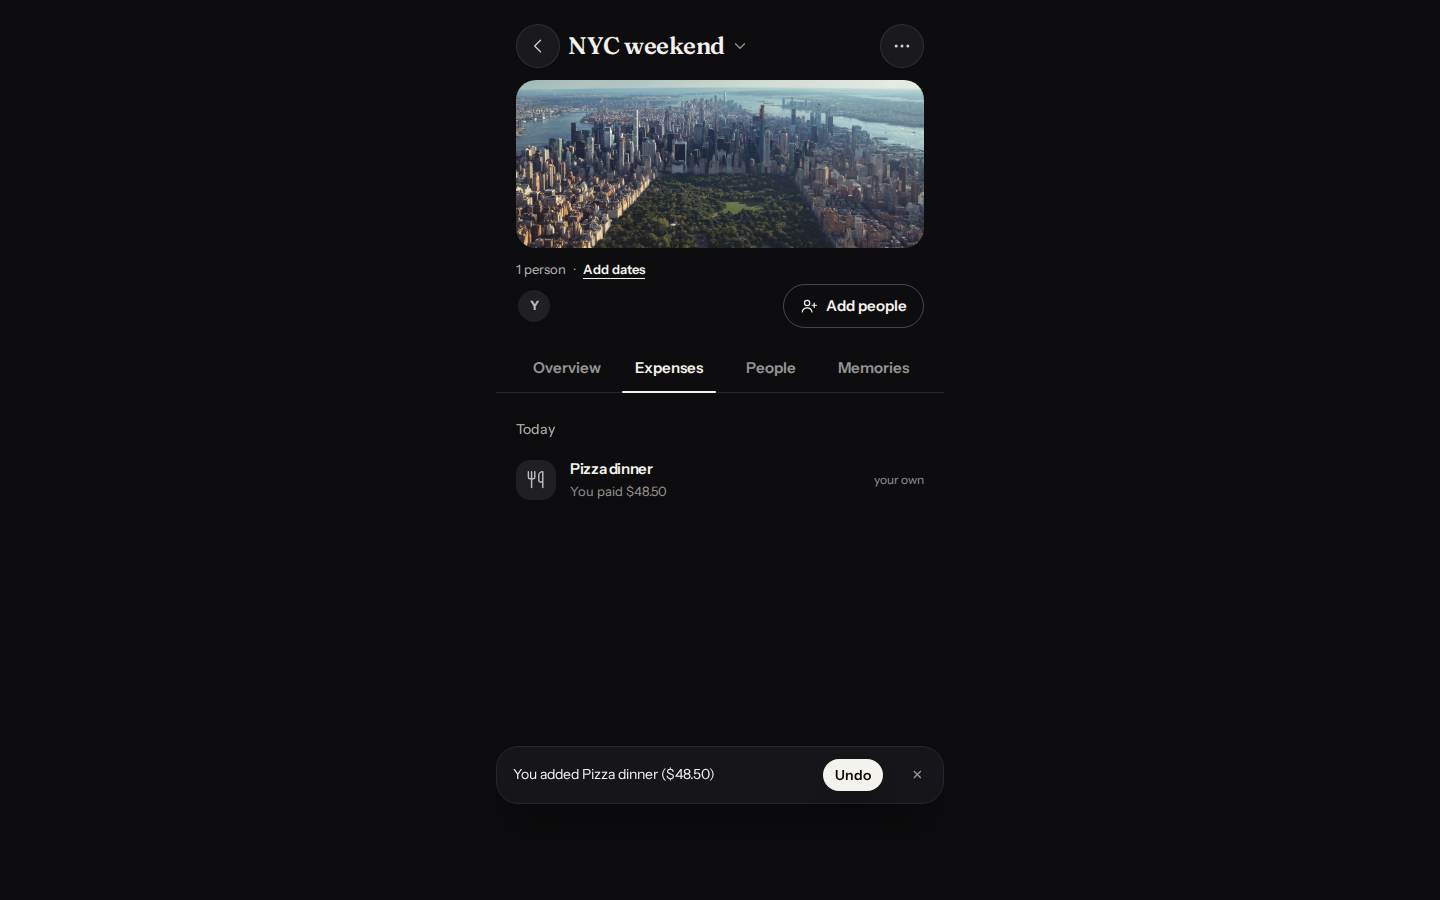 NYC weekend
1 person · Add dates
Y
Add people
Overview
Expenses
People
Memories
Today
Pizza dinner
You paid $48.50
your own
You added Pizza dinner ($48.50)
Undo